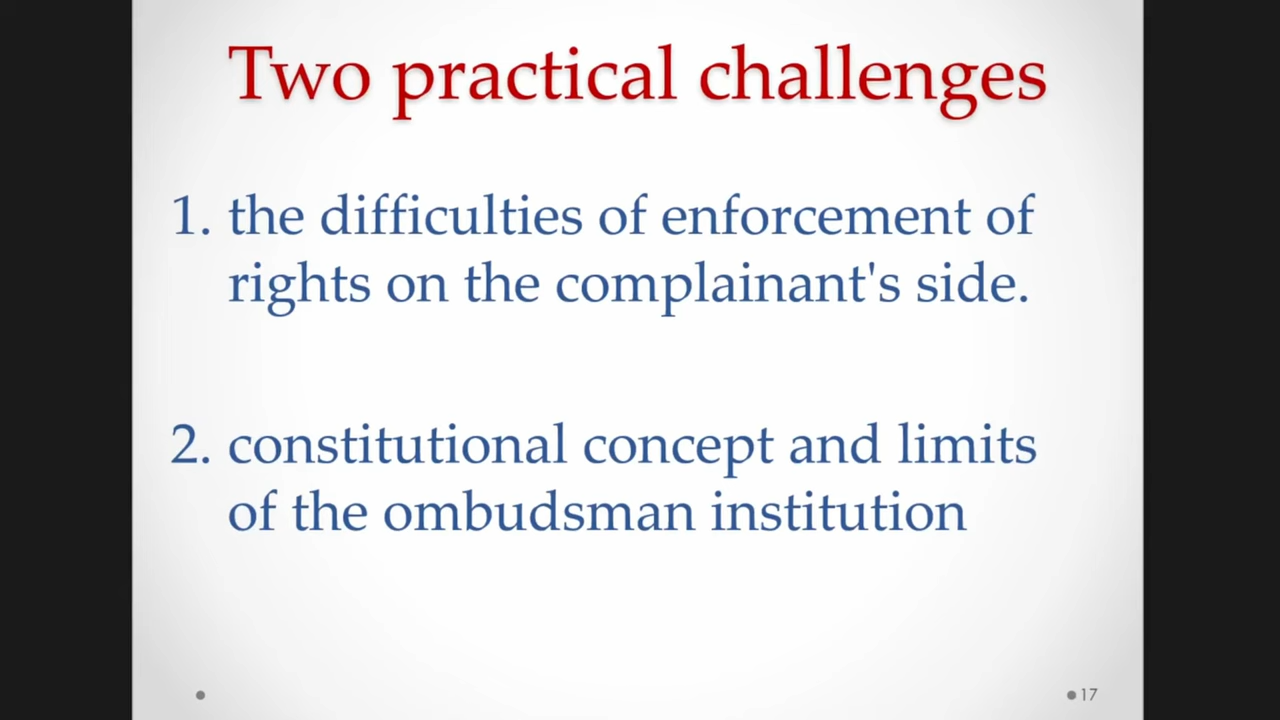 Two practical challenges
1. the difficulties of enforcement of
rights on the complainant's side.
2. constitutional concept and limits
of the ombudsman institution
17